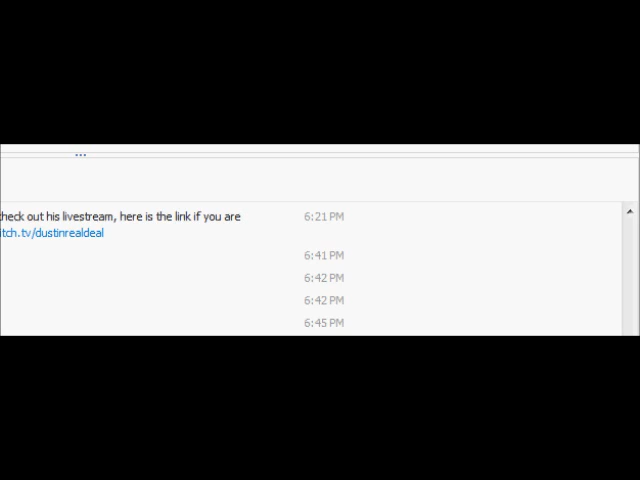 heck out his livestream, here is the link if you are 6:21 PM
itch.tv/dustinrealdeal
6:41 PM
6:42 PM
6:42 PM
6:45 PM